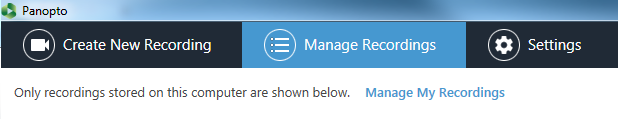 Panopto
Create New Recording Manage Recordings Settings
Only recordings stored on this computer are shown below. Manage My Recordings